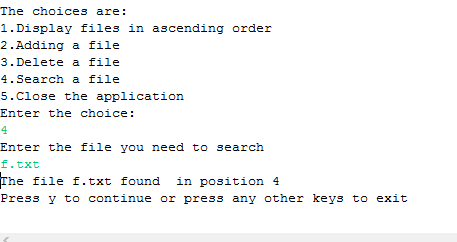 The choices are:
1.Display files in ascending order
2.Adding a file
3.Delete a file
4.Search a file
5.Close the application
Enter the choice:
4
Enter the file you need to search
f.txt
The file f.txt found  in position 4
Press y to continue or press any other keys to exit